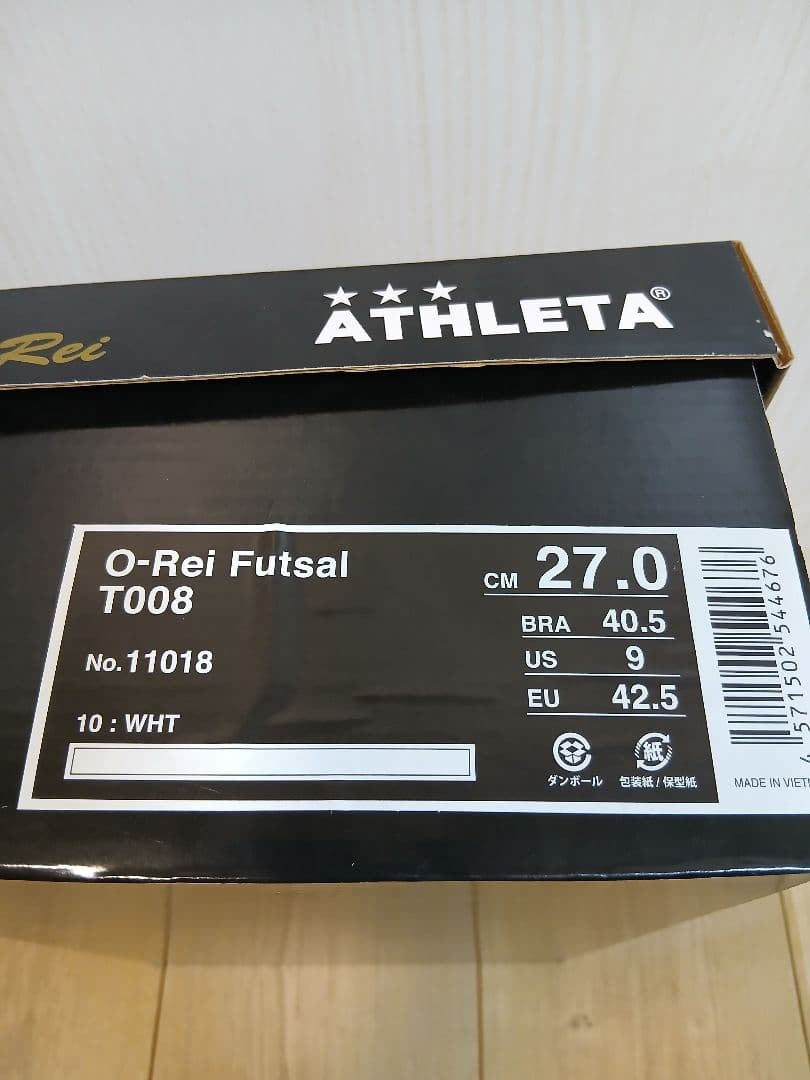 Rei
ATHLETA®
O-Rei Futsal
T008
No.11018
10 : WHT
CM 27.0
BRA 40.5
US 9
EU 42.5
ダンボール
包装紙/保型紙
4 571502 544676
MADE IN VIET